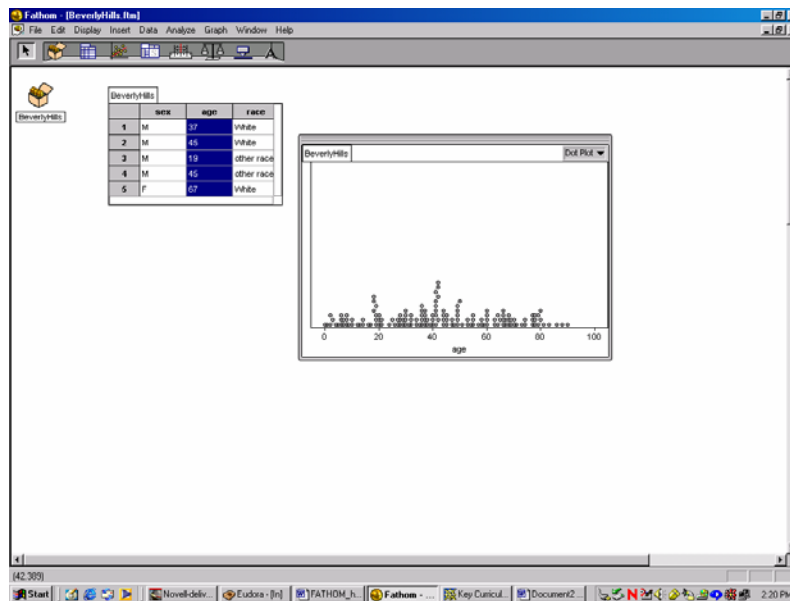 Fathom - [BeverlyHills.ftm]
File Edit Display Insert Data Analyze Graph Window Help
BeverlyHills
BeverlyHills
sex age race
1 M 37 White
2 M 45 White
3 M 19 other race
4 M 45 other race
5 F 67 White
BeverlyHills Dot Plot
0 20 40 60 80 100
age
(42.389)
Start Novell-deliv... Eudora - [In] FATHOM_h... Fathom - ... Key Curricul... Document2 ... 2:20 PM